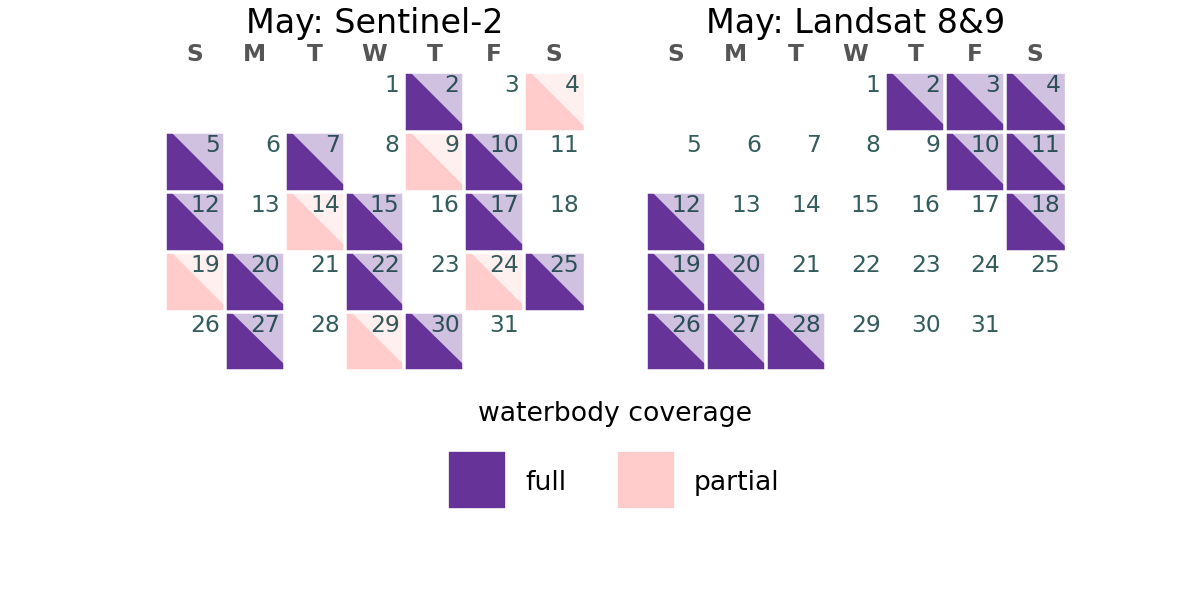 May: Sentinel-2
S M T W T F S
1 2 3 4
5 6 7 8 9 10 11
12 13 14 15 16 17 18
19 20 21 22 23 24 25
26 27 28 29 30 31
May: Landsat 8&9
S M T W T F S
1 2 3 4
5 6 7 8 9 10 11
12 13 14 15 16 17 18
19 20 21 22 23 24 25
26 27 28 29 30 31
waterbody coverage
full partial